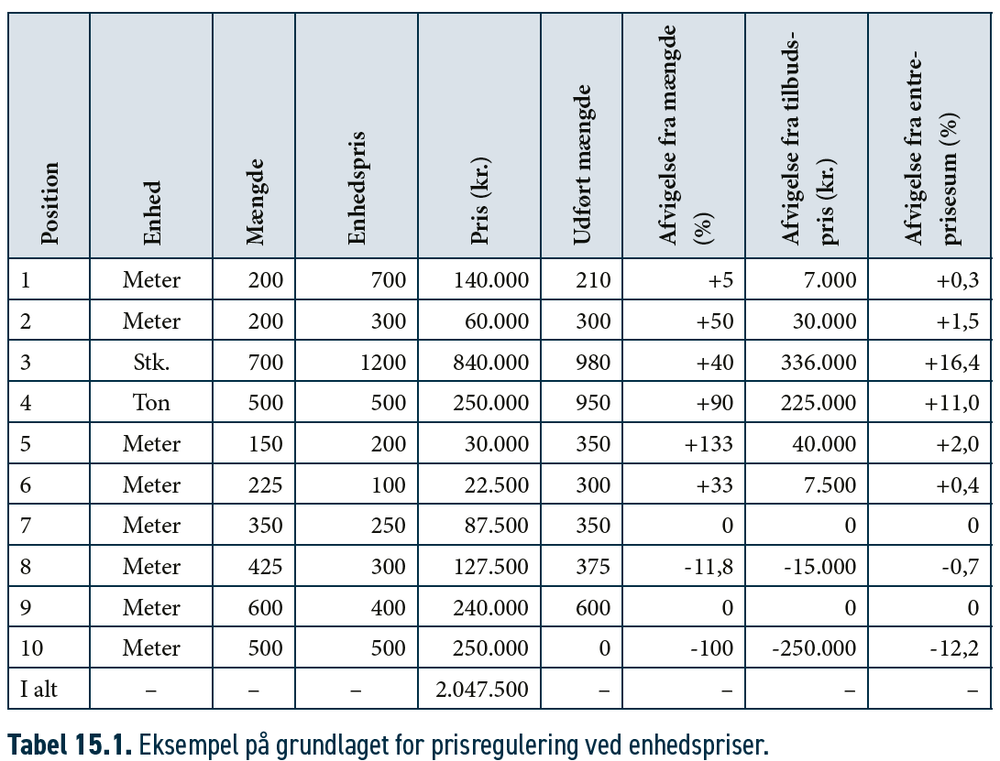 Position Enhed Mængde Enhedspris Pris (kr.) Udført mængde Afvigelse fra mængde (%) Afvigelse fra tilbuds-pris (kr.) Afvigelse fra entre-prisesum (%)
1 Meter 200 700 140.000 210 +5 7.000 +0,3
2 Meter 200 300 60.000 300 +50 30.000 +1,5
3 Stk. 700 1200 840.000 980 +40 336.000 +16,4
4 Ton 500 500 250.000 950 +90 225.000 +11,0
5 Meter 150 200 30.000 350 +133 40.000 +2,0
6 Meter 225 100 22.500 300 +33 7.500 +0,4
7 Meter 350 250 87.500 350 0 0 0
8 Meter 425 300 127.500 375 -11,8 -15.000 -0,7
9 Meter 600 400 240.000 600 0 0 0
10 Meter 500 500 250.000 0 -100 -250.000 -12,2
I alt – – – 2.047.500 – – – –
Tabel 15.1. Eksempel på grundlaget for prisregulering ved enhedspriser.